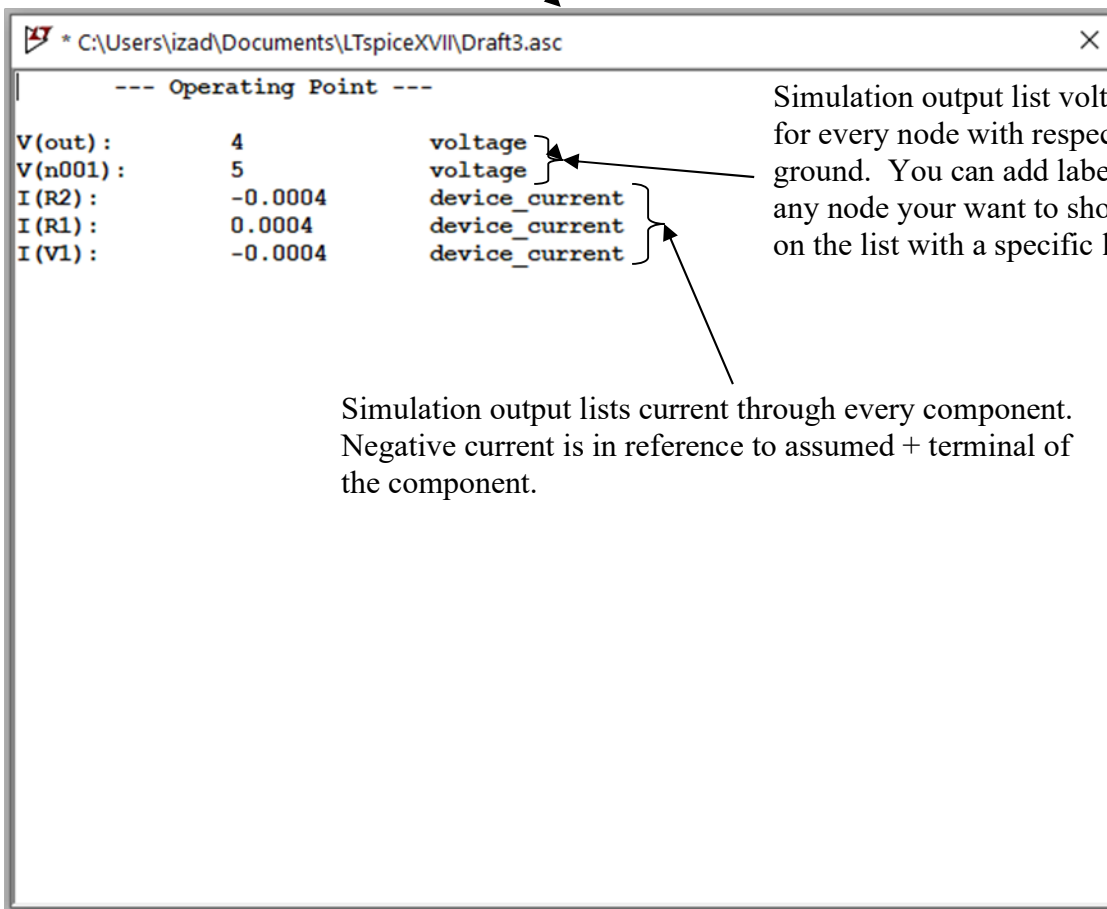 * C:\Users\izad\Documents\LTspiceXVII\Draft3.asc
--- Operating Point ---
V(out): 4 voltage
V(n001): 5 voltage
I(R2): -0.0004 device_current
I(R1): 0.0004 device_current
I(V1): -0.0004 device_current
Simulation output list volt
for every node with respec
ground. You can add labe
any node your want to sho
on the list with a specific
Simulation output lists current through every component.
Negative current is in reference to assumed + terminal of
the component.